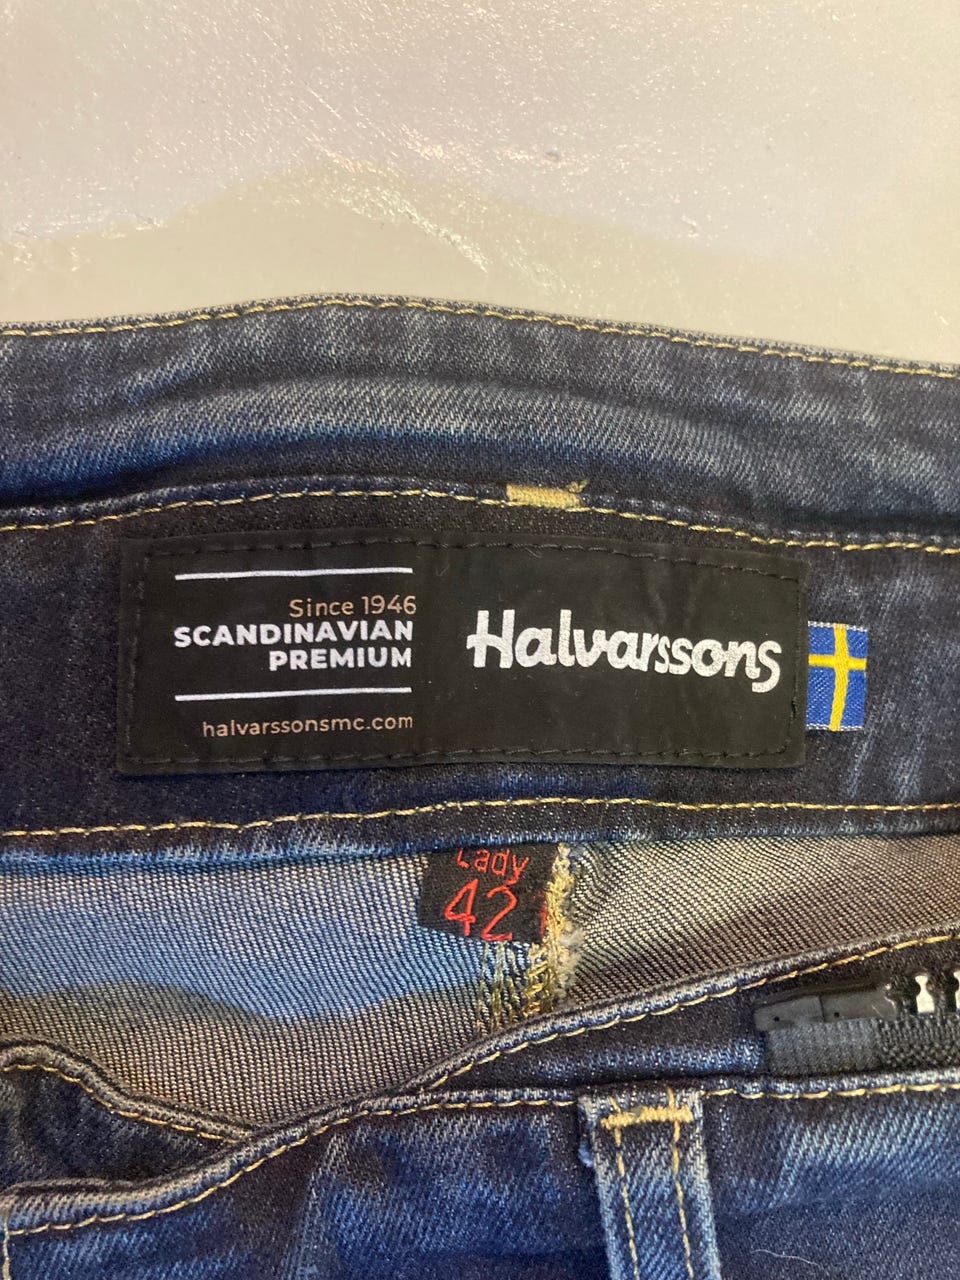 Since 1946
SCANDINAVIAN
PREMIUM
halvarssonsmc.com
Halvarssons
Lady
42